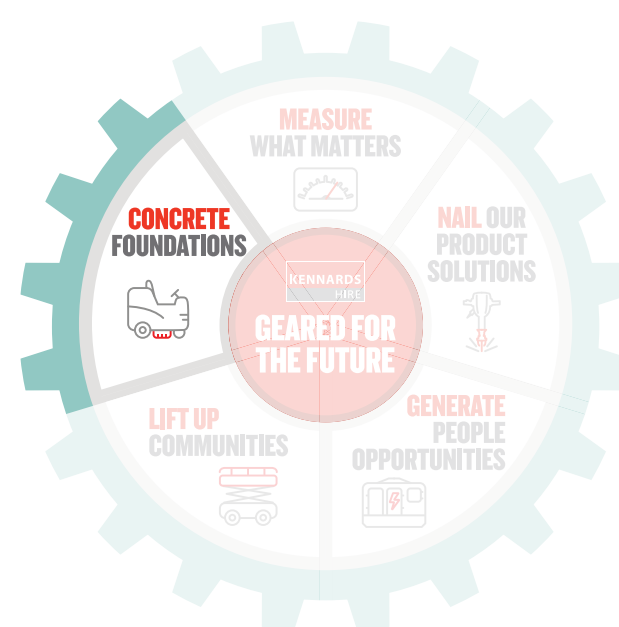 MEASURE
WHAT MATTERS
CONCRETE
FOUNDATIONS
NAIL OUR
PRODUCT
SOLUTIONS
KENNARDS
HIRE
GEARED FOR
THE FUTURE
LIFT UP
COMMUNITIES
GENERATE
PEOPLE
OPPORTUNITIES